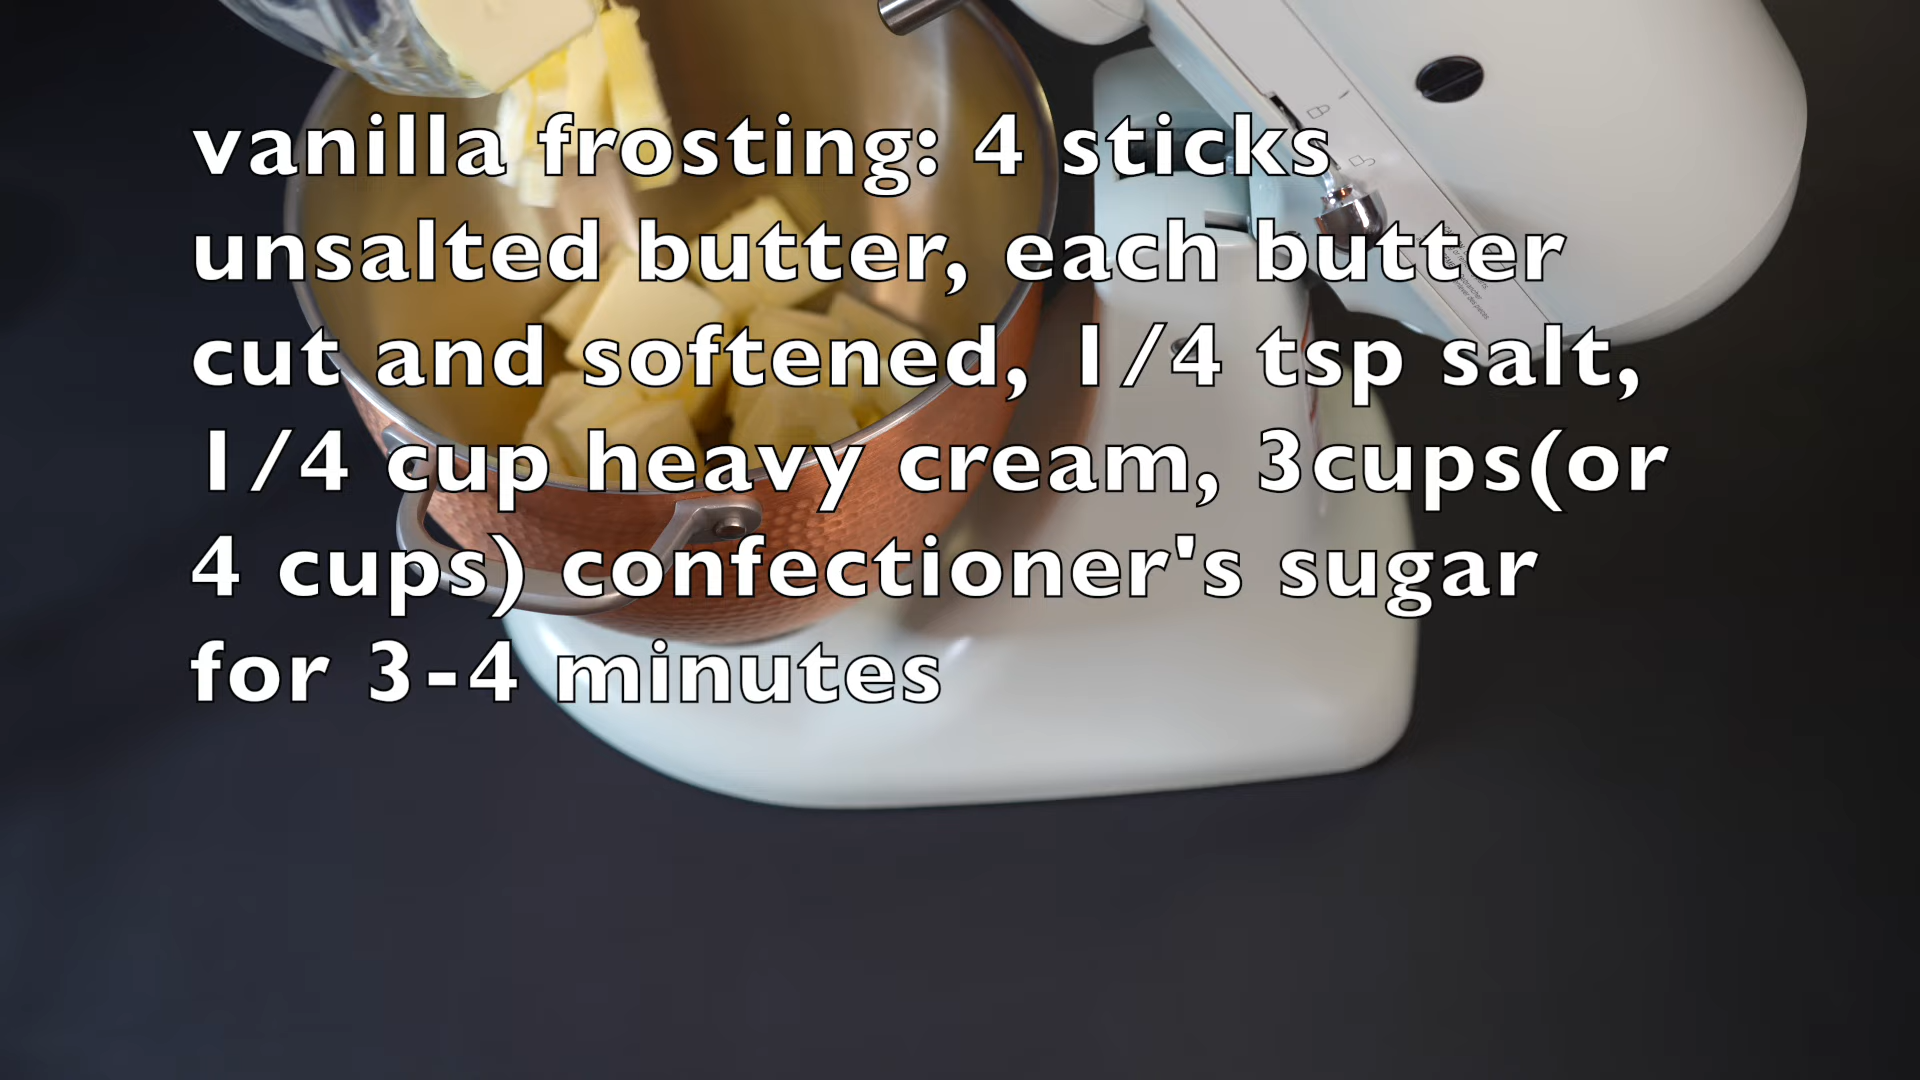 vanilla frosting: 4 sticks
unsalted butter, each butter
cut and softened, 1/4 tsp salt,
1/4 cup heavy cream, 3cups(or
4 cups) confectioner's sugar
for 3-4 minutes